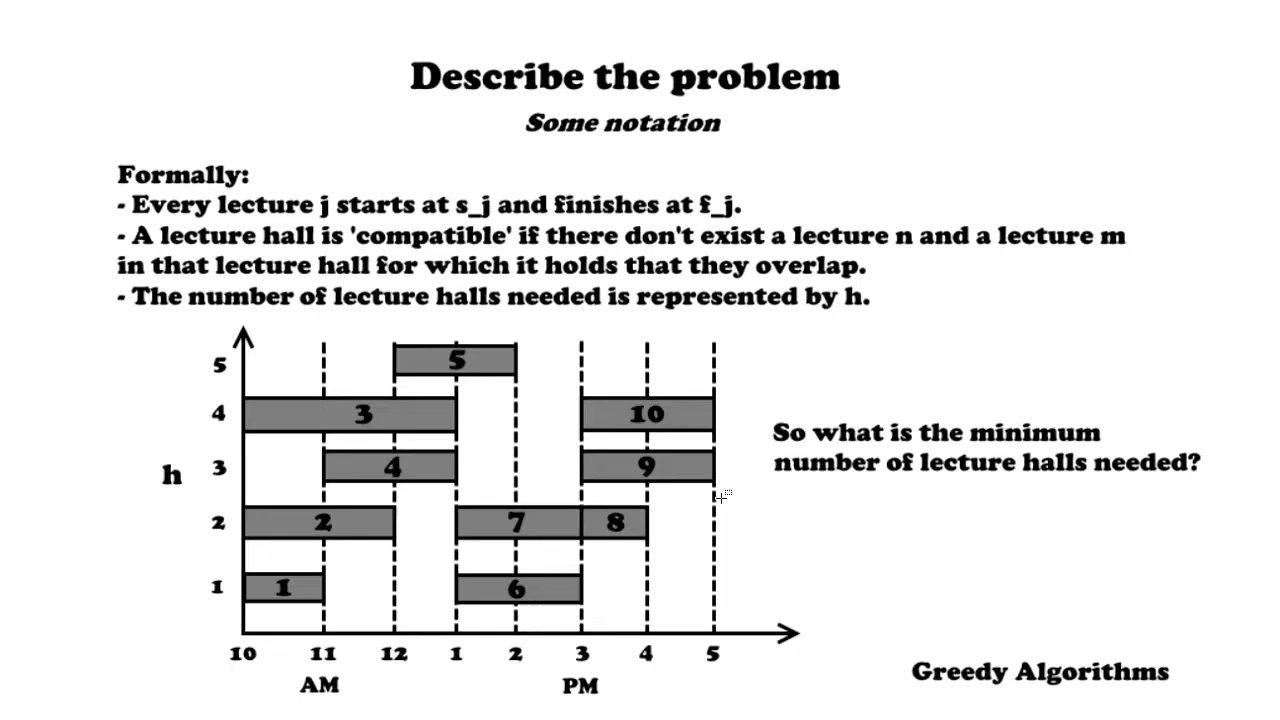 Describe the problem
Some notation
Formally:
- Every lecture j starts at s_j and finishes at f_j.
- A lecture hall is 'compatible' if there don't exist a lecture n and a lecture m
in that lecture hall for which it holds that they overlap.
- The number of lecture halls needed is represented by h.
5
5
4
3
10
So what is the minimum
number of lecture halls needed?
h
3
4
9
2
2
7
8
1
1
6
10 11 12 1 2 3 4 5
AM PM
Greedy Algorithms